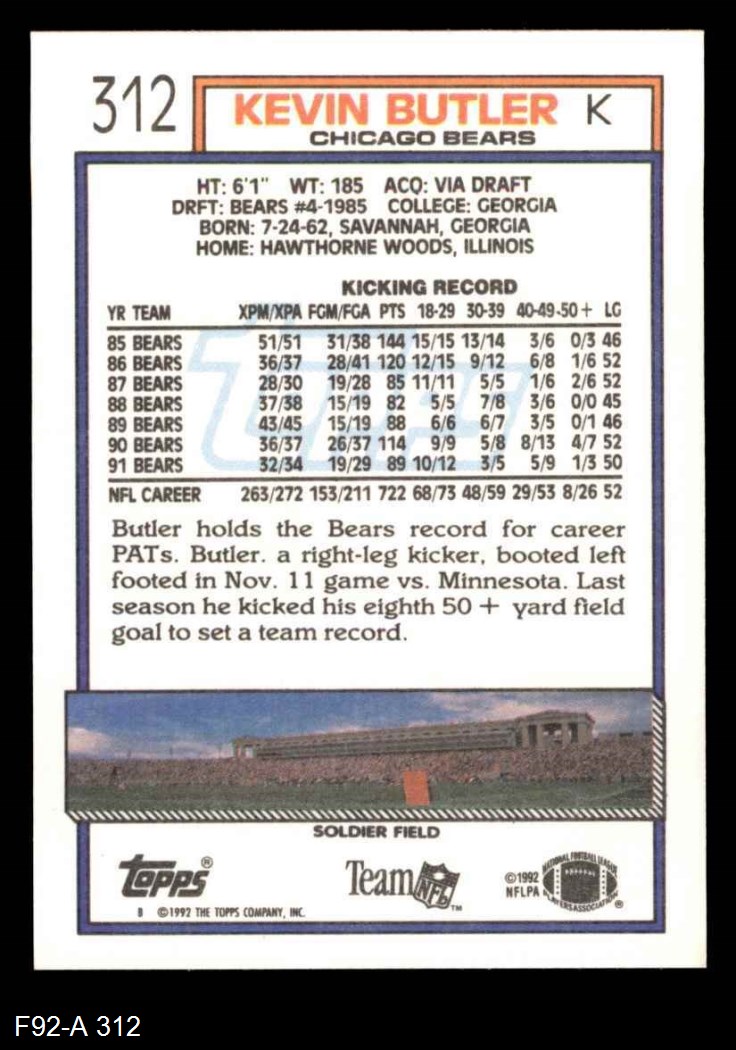 312
KEVIN BUTLER K
CHICAGO BEARS
HT: 6'1" WT: 185 ACQ: VIA DRAFT
DRFT: BEARS #4-1985 COLLEGE: GEORGIA
BORN: 7-24-62, SAVANNAH, GEORGIA
HOME: HAWTHORNE WOODS, ILLINOIS
KICKING RECORD
YR TEAM XPM/XPA FGM/FGA PTS 18-29 30-39 40-49 50+ LG
85 BEARS 51/51 31/38 144 15/15 13/14 3/6 0/3 46
86 BEARS 36/37 28/41 120 12/15 9/12 6/8 1/6 52
87 BEARS 28/30 19/28 85 11/11 5/5 1/6 2/6 52
88 BEARS 37/38 15/19 82 5/5 7/8 3/6 0/0 45
89 BEARS 43/45 15/19 88 6/6 6/7 3/5 0/1 46
90 BEARS 36/37 26/37 114 9/9 5/8 8/13 4/7 52
91 BEARS 32/34 19/29 89 10/12 3/5 5/9 1/3 50
NFL CAREER 263/272 153/211 722 68/73 48/59 29/53 8/26 52
Butler holds the Bears record for career
PATs. Butler. a right-leg kicker, booted left
footed in Nov. 11 game vs. Minnesota. Last
season he kicked his eighth 50 + yard field
goal to set a team record.
SOLDIER FIELD
Topps®
Team NFL™
©1992
NFLPA
NATIONAL FOOTBALL LEAGUE
PLAYERS ASSOCIATION®
B ©1992 THE TOPPS COMPANY, INC.
F92-A 312